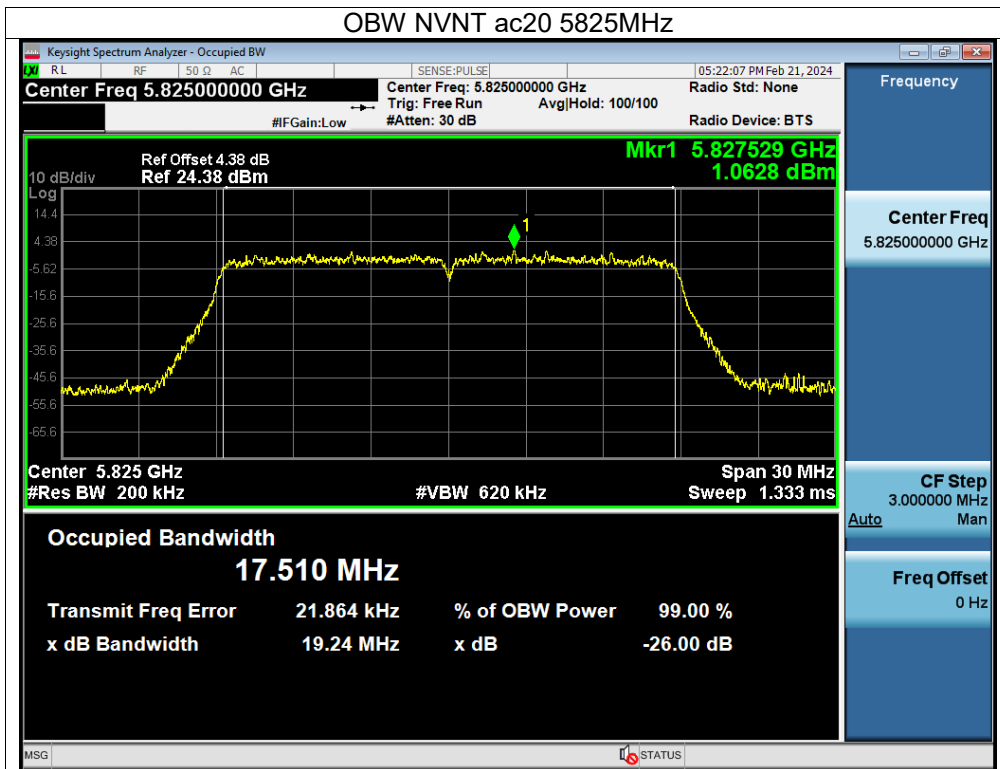 OBW NVNT ac20 5825MHz
Keysight Spectrum Analyzer - Occupied BW
LXI RL RF 50 Ω AC SENSE:PULSE 05:22:07 PM Feb 21, 2024
Center Freq 5.825000000 GHz
Center Freq: 5.825000000 GHz
Radio Std: None
Trig: Free Run Avg|Hold: 100/100
#IFGain:Low #Atten: 30 dB Radio Device: BTS
Frequency
Mkr1 5.827529 GHz
1.0628 dBm
Ref Offset 4.38 dB
10 dB/div Ref 24.38 dBm
Log
14.4
4.38
-5.62
-15.6
-25.6
-35.6
-45.6
-55.6
-65.6
1
Center 5.825 GHz Span 30 MHz
#Res BW 200 kHz #VBW 620 kHz Sweep 1.333 ms
Center Freq
5.825000000 GHz
CF Step
3.000000 MHz
Auto Man
Freq Offset
0 Hz
Occupied Bandwidth
17.510 MHz
Transmit Freq Error 21.864 kHz % of OBW Power 99.00 %
x dB Bandwidth 19.24 MHz x dB -26.00 dB
MSG STATUS